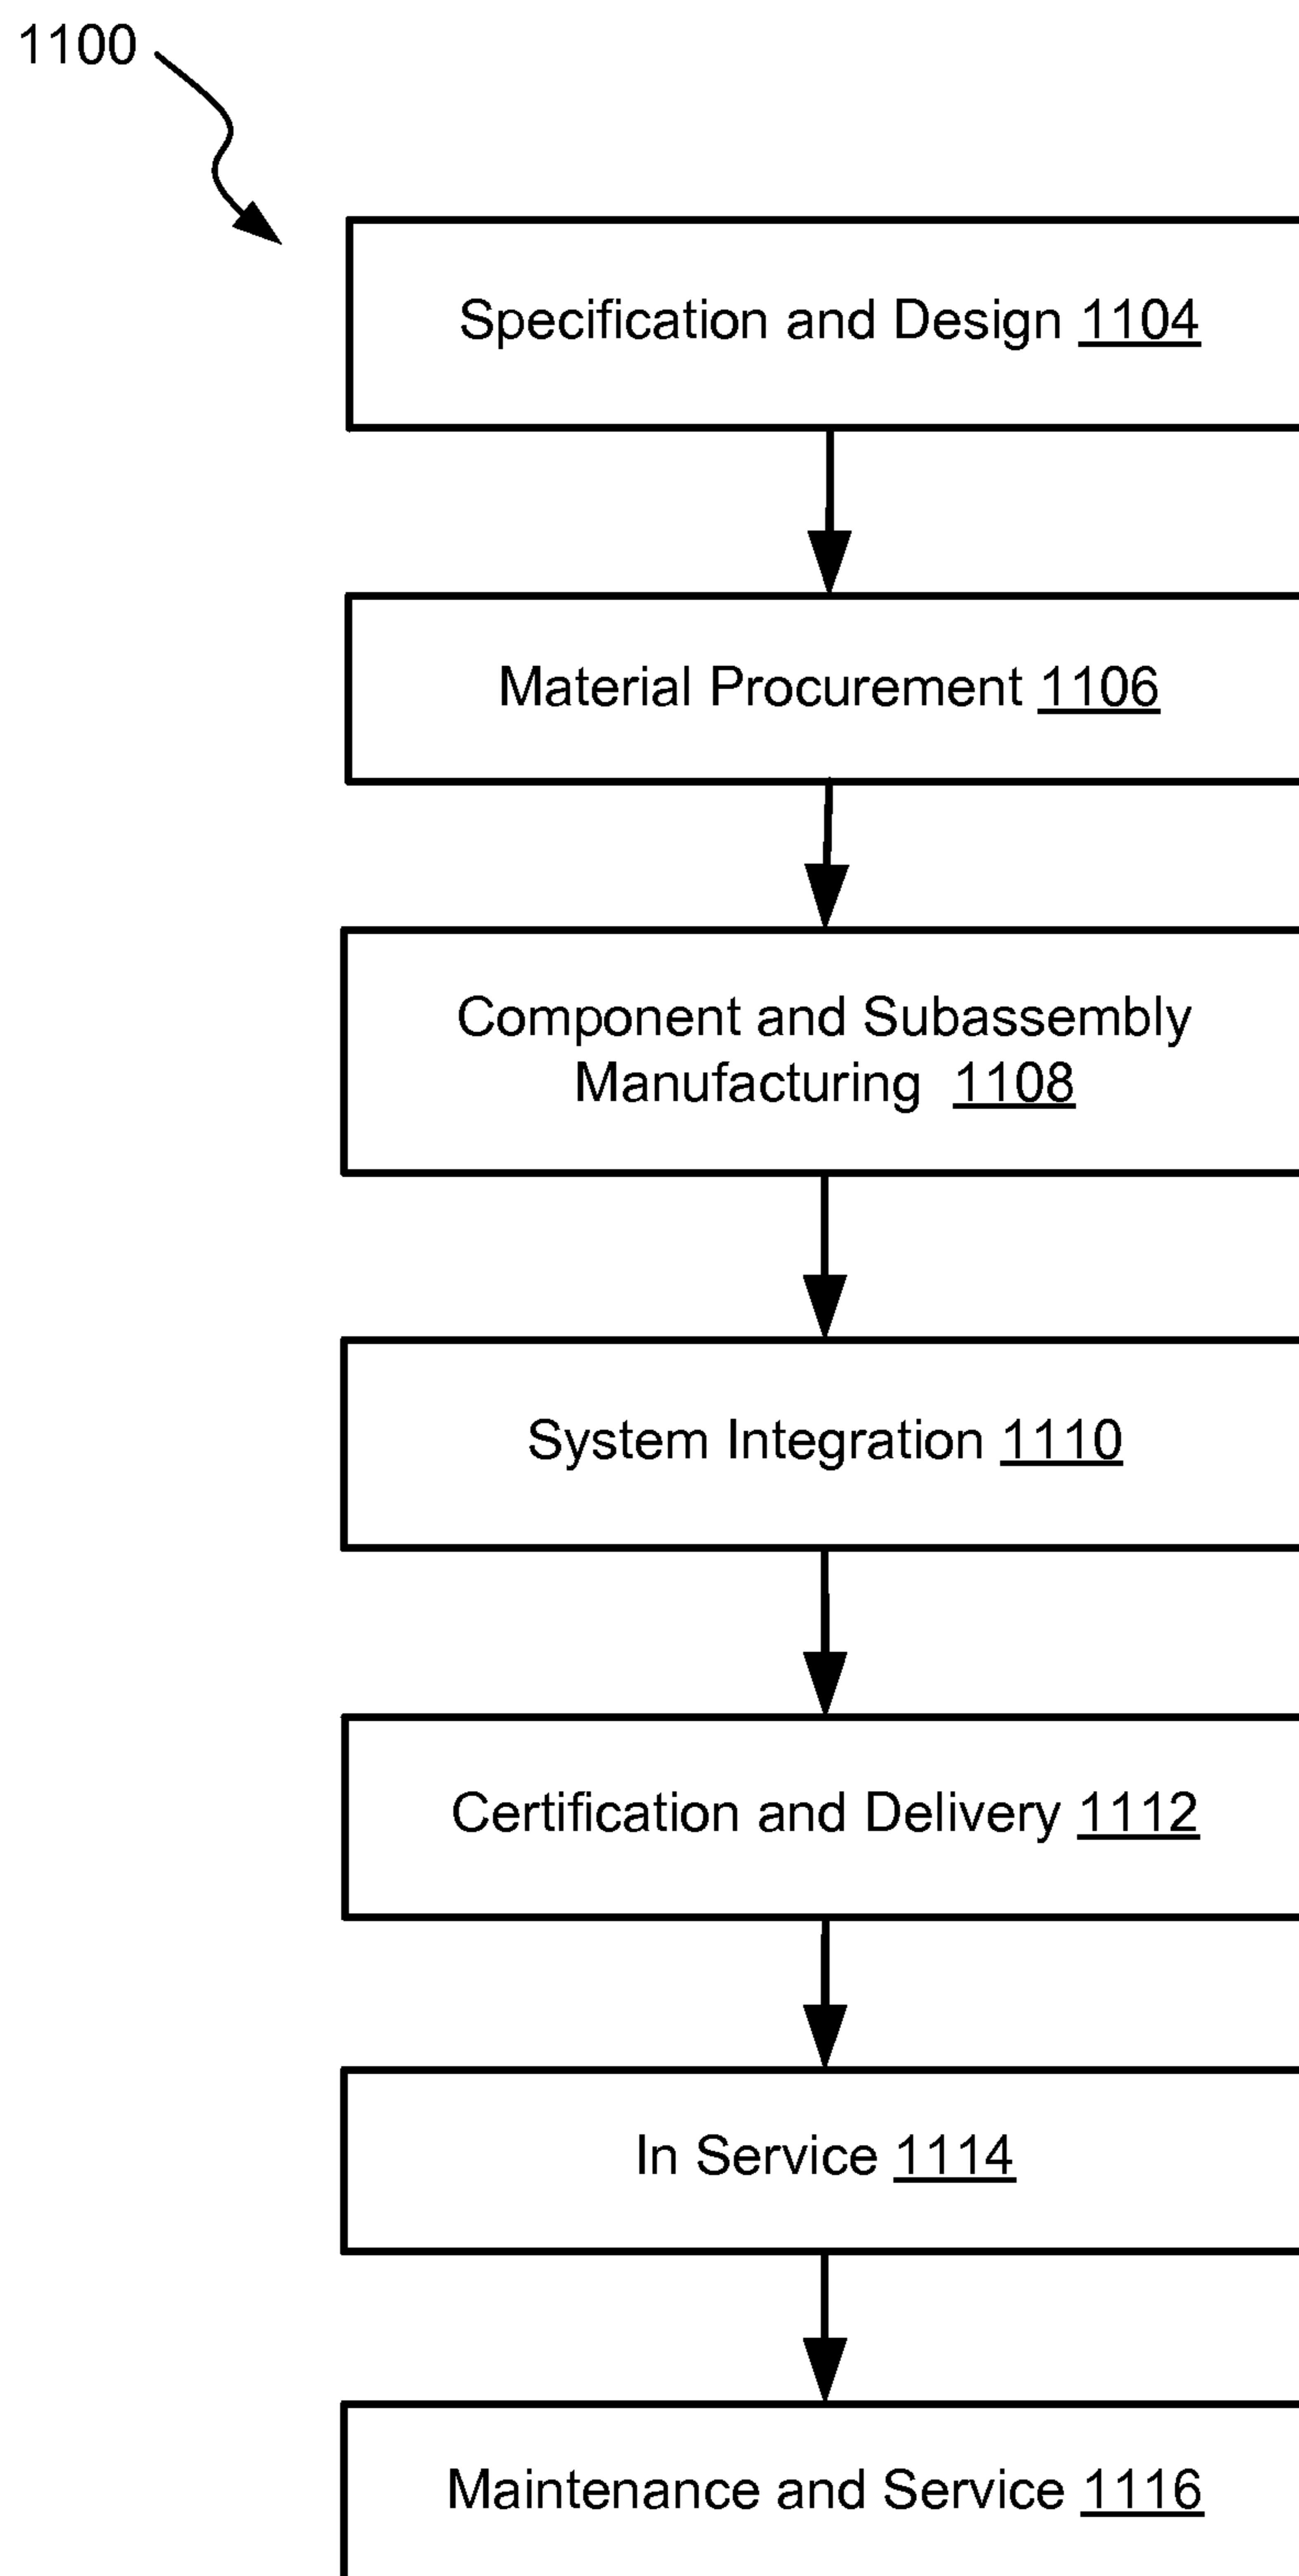 1100
Specification and Design 1104
Material Procurement 1106
Component and Subassembly
Manufacturing 1108
System Integration 1110
Certification and Delivery 1112
In Service 1114
Maintenance and Service 1116